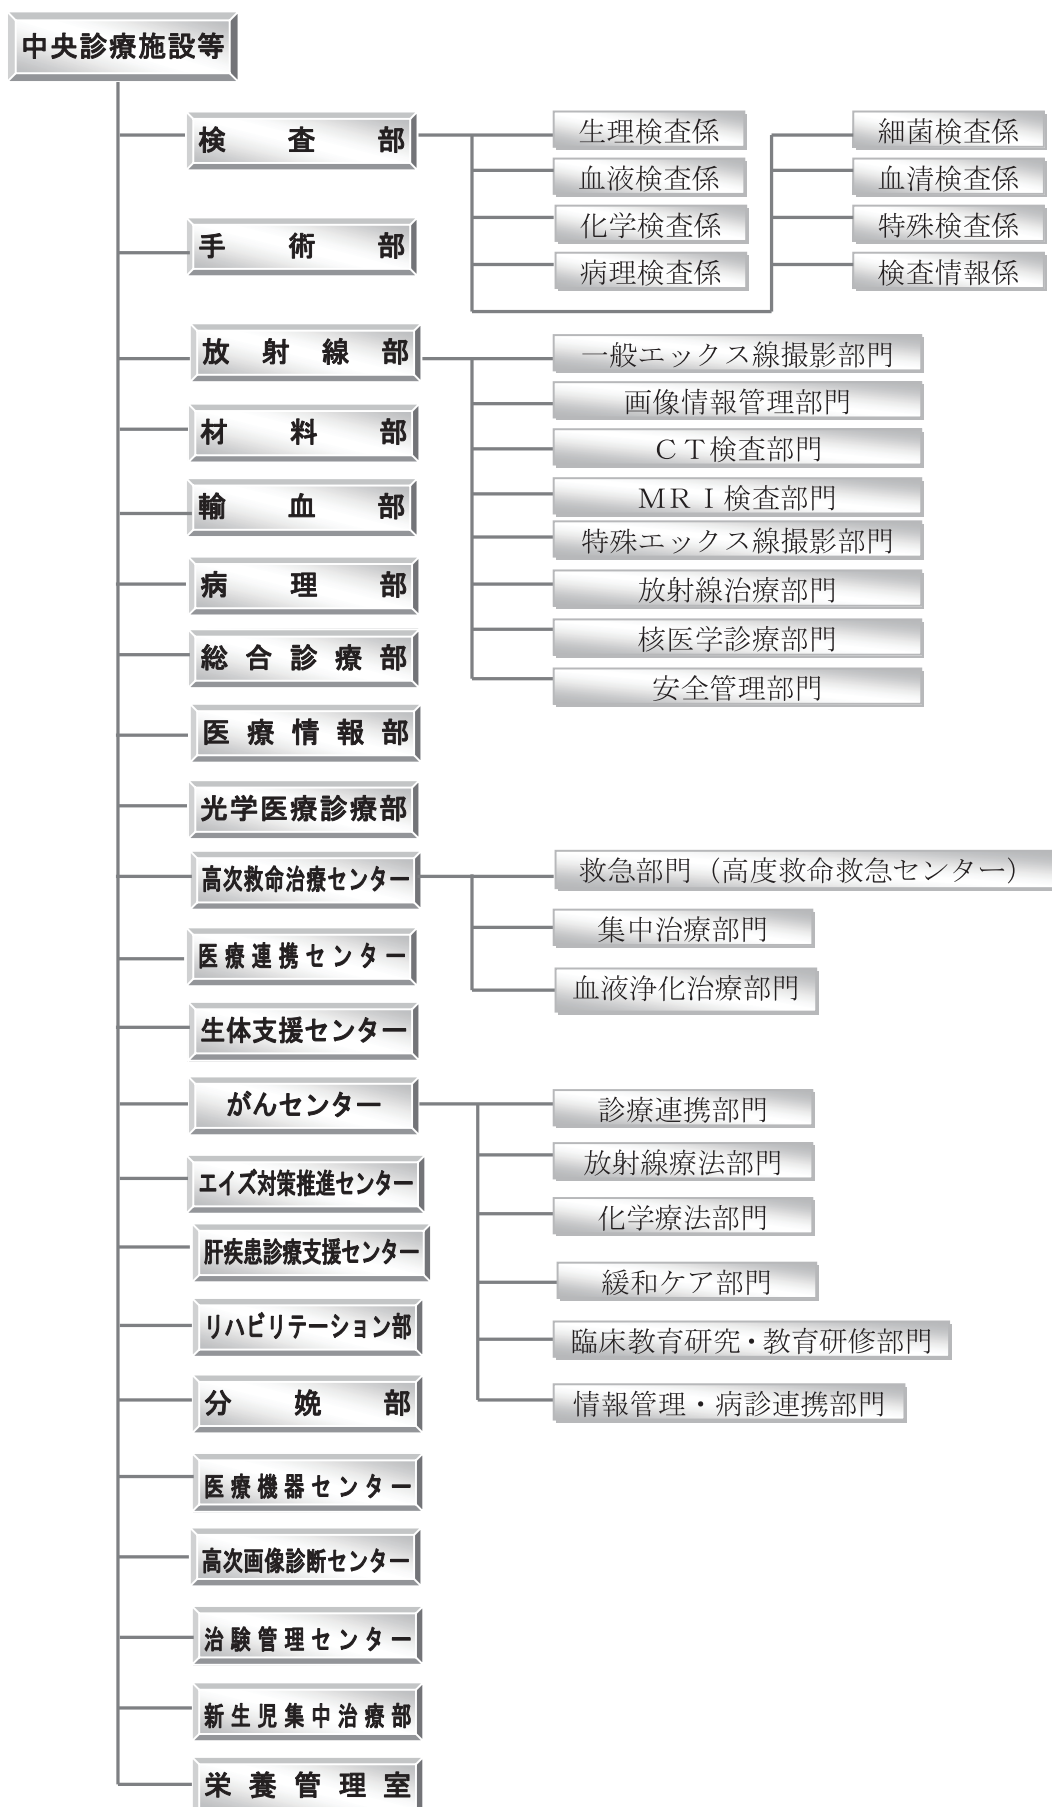 中央診療施設等
検査部
生理検査係
血液検査係
化学検査係
病理検査係
細菌検査係
血清検査係
特殊検査係
検査情報係
手術部
放射線部
一般エックス線撮影部門
画像情報管理部門
ＣＴ検査部門
ＭＲＩ検査部門
特殊エックス線撮影部門
放射線治療部門
核医学診療部門
安全管理部門
材料部
輸血部
病理部
総合診療部
医療情報部
光学医療診療部
高次救命治療センター
救急部門（高度救命救急センター）
集中治療部門
血液浄化治療部門
医療連携センター
生体支援センター
がんセンター
診療連携部門
放射線療法部門
化学療法部門
緩和ケア部門
臨床教育研究・教育研修部門
情報管理・病診連携部門
エイズ対策推進センター
肝疾患診療支援センター
リハビリテーション部
分娩部
医療機器センター
高次画像診断センター
治験管理センター
新生児集中治療部
栄養管理室